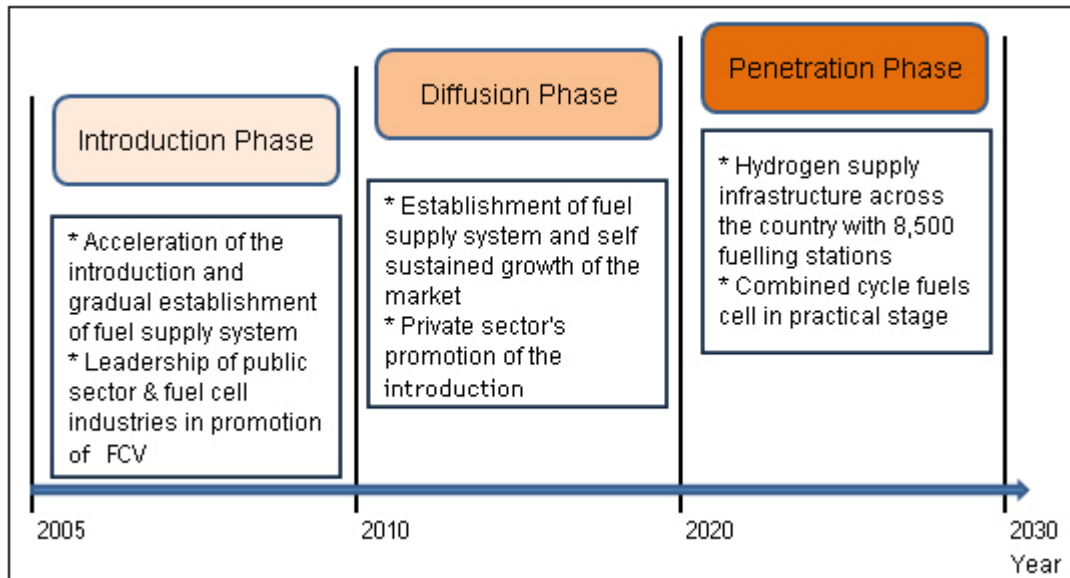 Introduction Phase
* Acceleration of the
introduction and
gradual establishment
of fuel supply system
* Leadership of public
sector & fuel cell
industries in promotion
of FCV
Diffusion Phase
* Establishment of fuel
supply system and self
sustained growth of the
market
* Private sector's
promotion of the
introduction
Penetration Phase
* Hydrogen supply
infrastructure across
the country with 8,500
fuelling stations
* Combined cycle fuels
cell in practical stage
2005
2010
2020
2030
Year